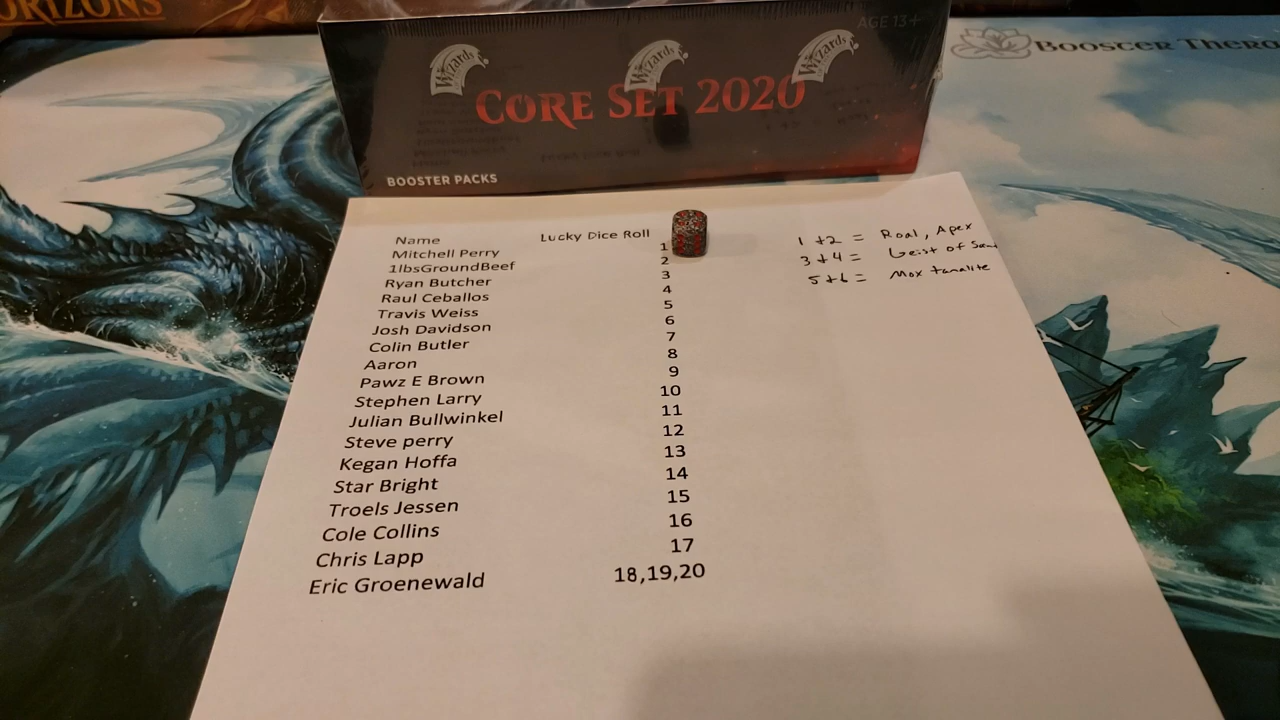 ORIZONS
AGE 13+
Wizards Wizards Wizards
CORE SET 2020
BOOSTER PACKS
BOOSTER THERA
Name Lucky Dice Roll
Mitchell Perry 1
1lbsGroundBeef 2
Ryan Butcher 3
Raul Ceballos 4
Travis Weiss 5
Josh Davidson 6
Colin Butler 7
Aaron 8
Pawz E Brown 9
Stephen Larry 10
Julian Bullwinkel 11
Steve perry 12
Kegan Hoffa 13
Star Bright 14
Troels Jessen 15
Cole Collins 16
Chris Lapp 17
Eric Groenewald 18,19,20
1 +2 = Roal, Apex
3 +4 = Geist of
5+6 = Mox